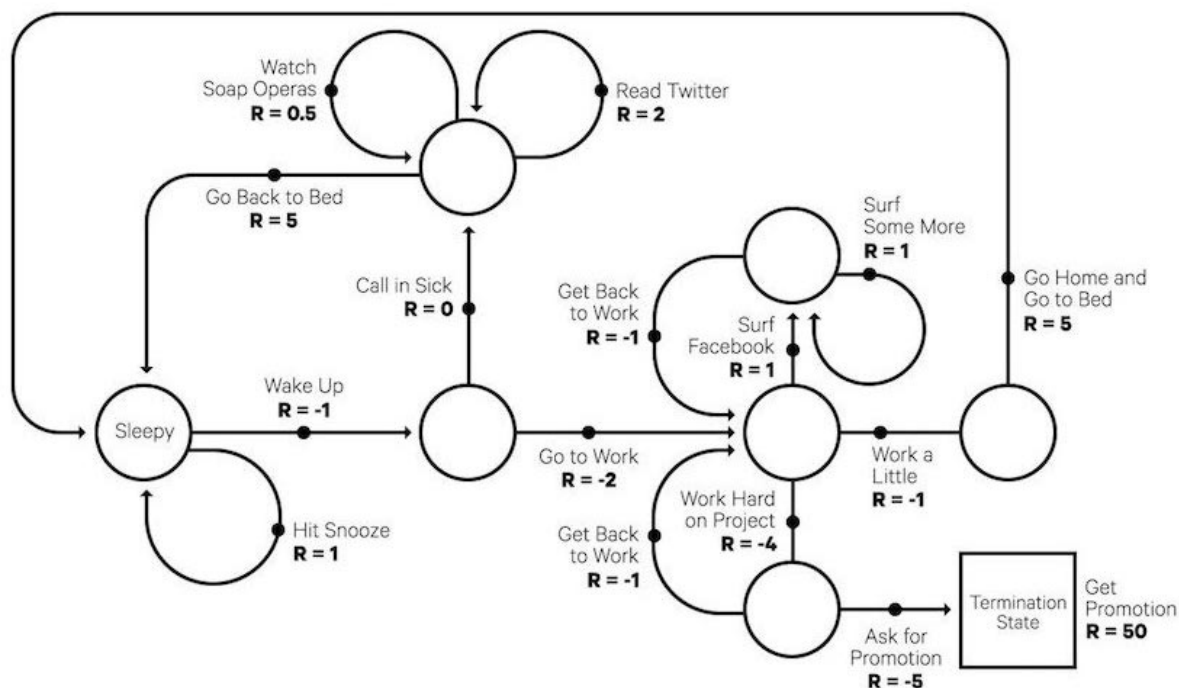 Watch
Soap Operas
R = 0.5
Read Twitter
R = 2
Go Back to Bed
R = 5
Surf
Some More
R = 1
Call in Sick
R = 0
Get Back
to Work
R = -1
Go Home and
Go to Bed
R = 5
Surf
Facebook
R = 1
Wake Up
R = -1
Sleepy
Go to Work
R = -2
Work a
Little
R = -1
Hit Snooze
R = 1
Get Back
to Work
R = -1
Work Hard
on Project
R = -4
Termination
State
Get
Promotion
R = 50
Ask for
Promotion
R = -5